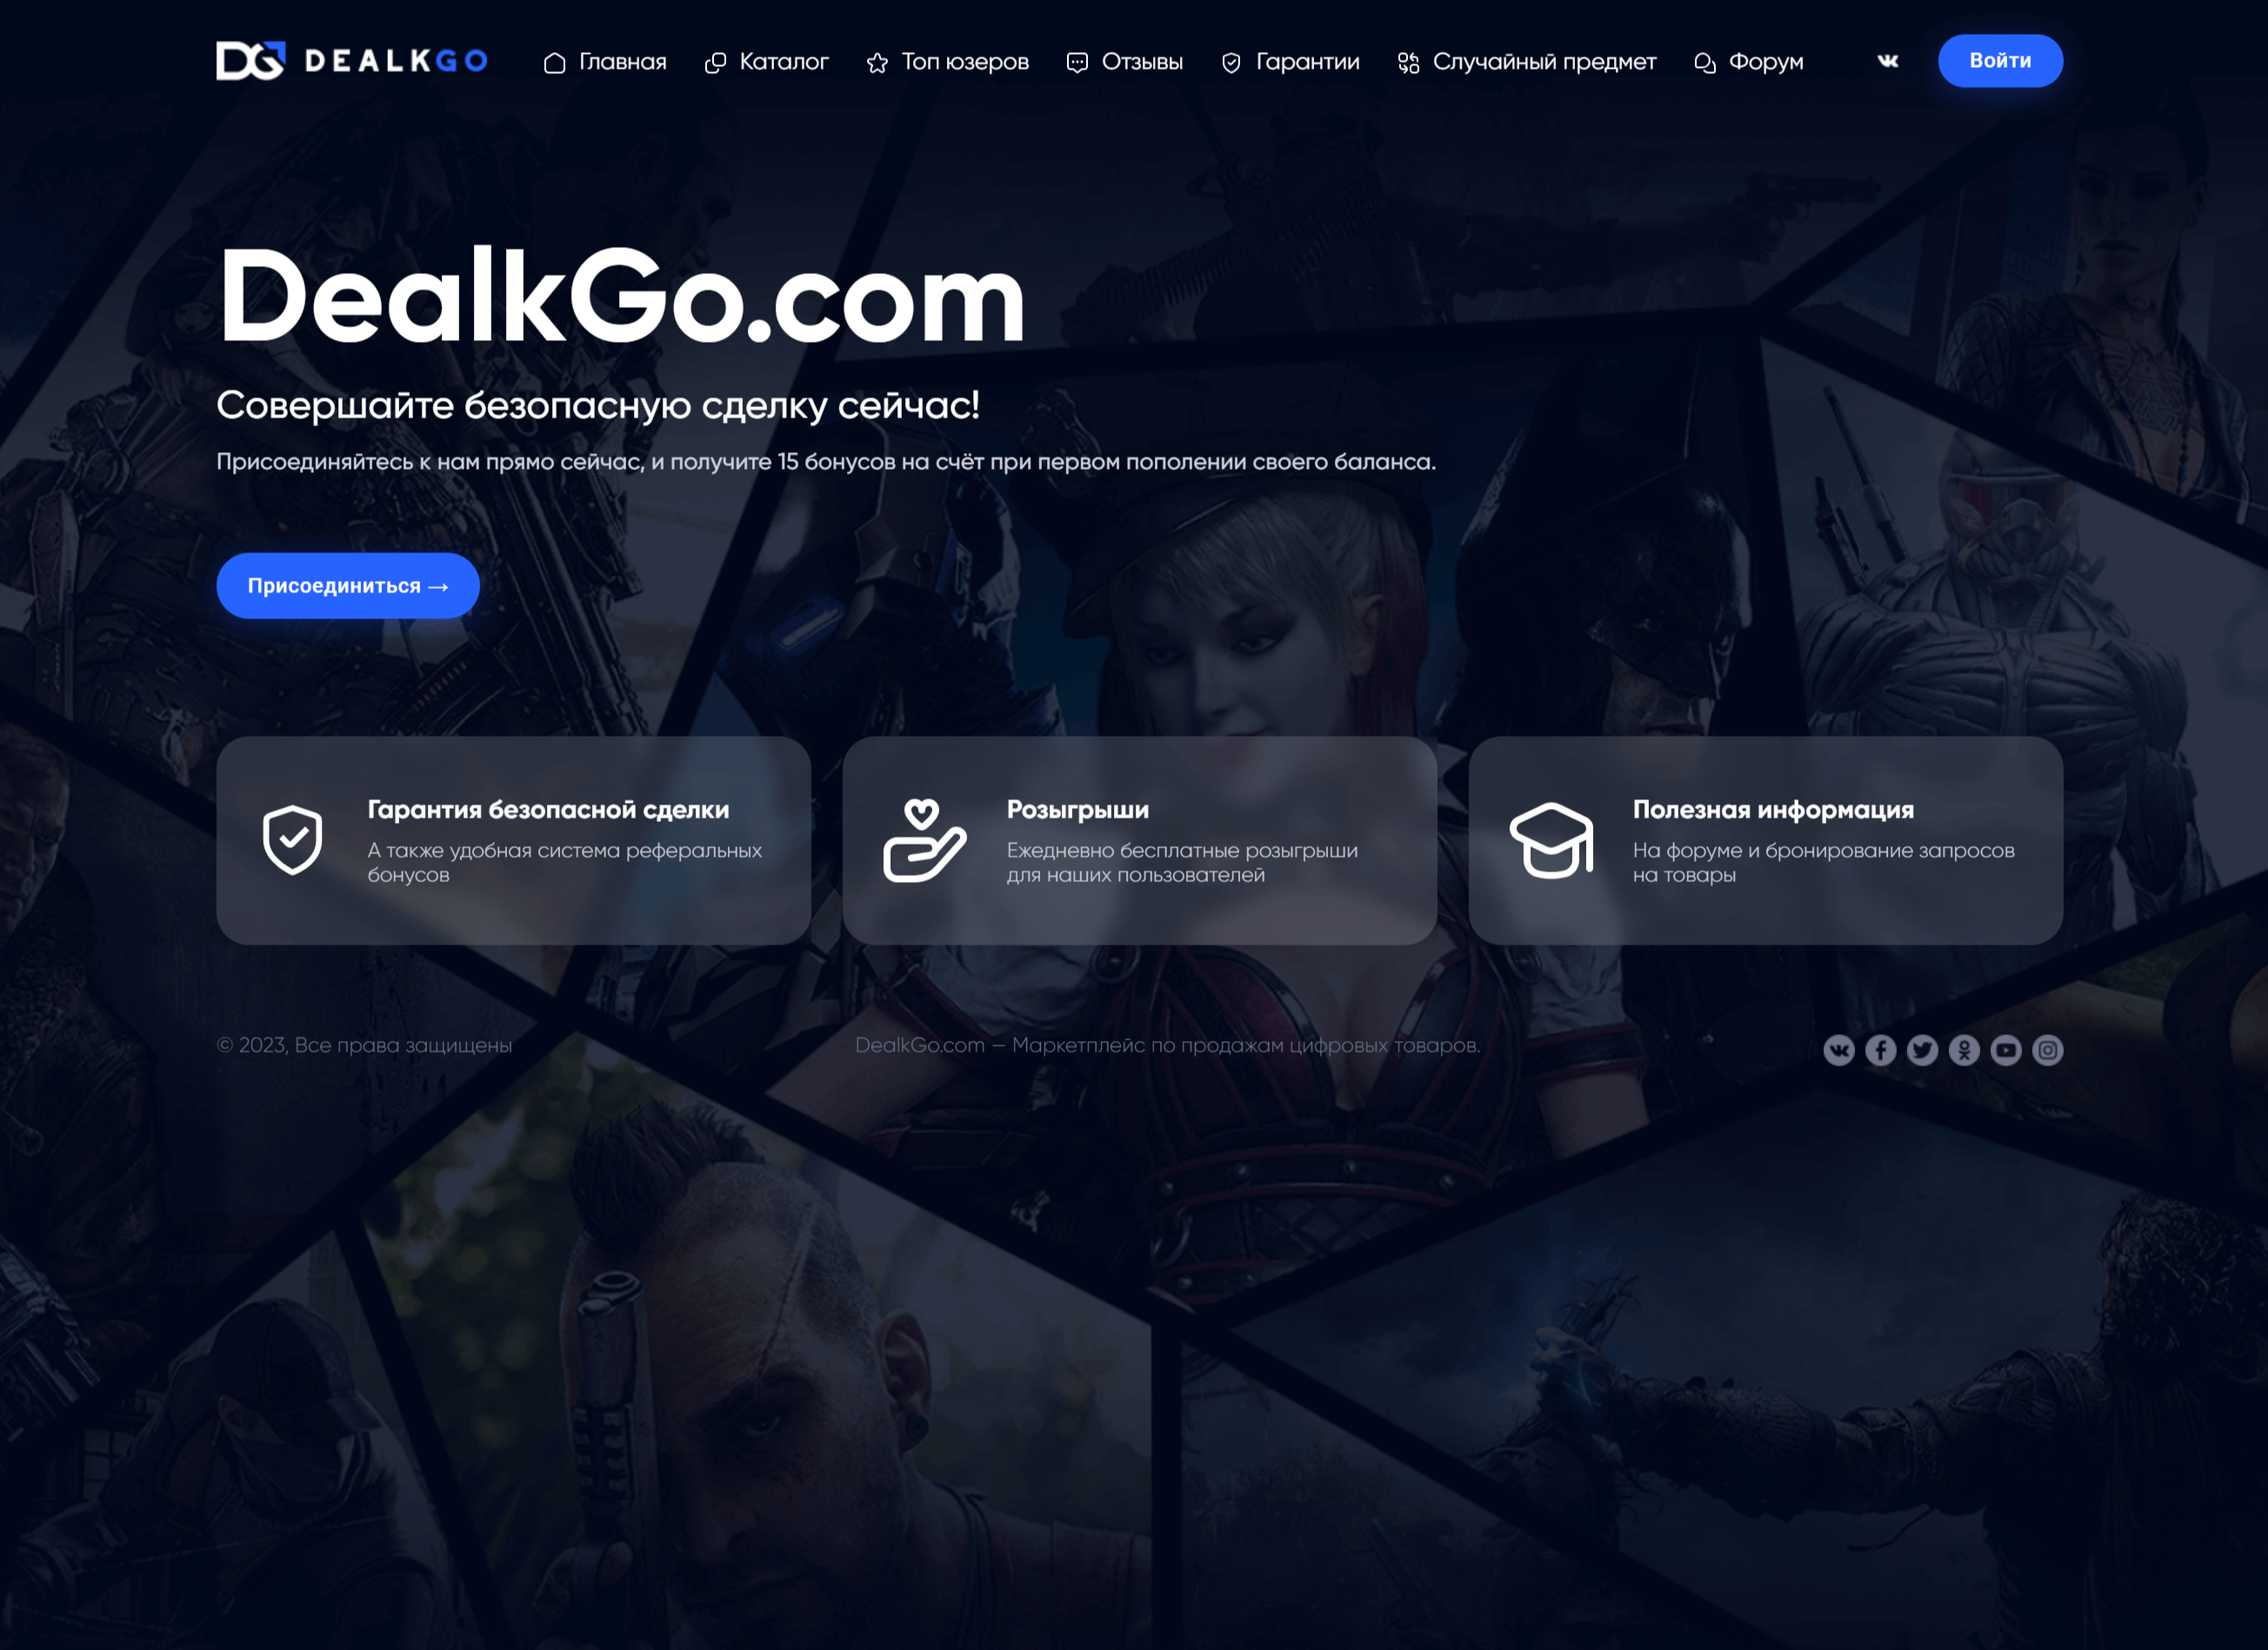 DG DEALKGO
Главная
Каталог
Топ юзеров
Отзывы
Гарантии
Случайный предмет
Форум
Войти
DealkGo.com
Совершайте безопасную сделку сейчас!
Присоединяйтесь к нам прямо сейчас, и получите 15 бонусов на счёт при первом пополении своего баланса.
Присоединиться →
Гарантия безопасной сделки
А также удобная система реферальных
бонусов
Розыгрыши
Ежедневно бесплатные розыгрыши
для наших пользователей
Полезная информация
На форуме и бронирование запросов
на товары
© 2023, Все права защищены
DealkGo.com — Маркетплейс по продажам цифровых товаров.